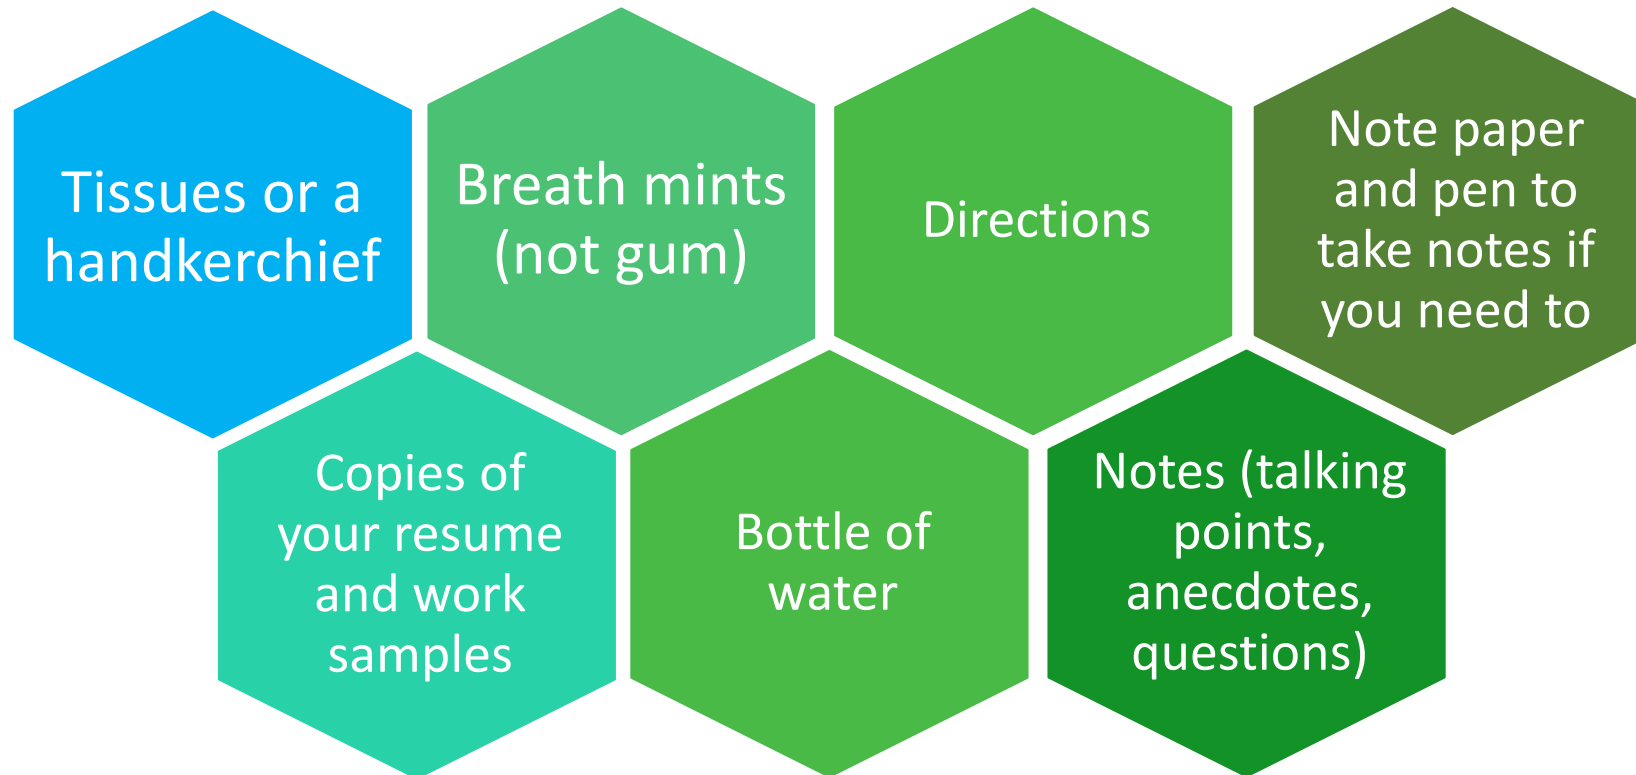 Tissues or a
handkerchief
Breath mints
(not gum)
Directions
Note paper
and pen to
take notes if
you need to
Copies of
your resume
and work
samples
Bottle of
water
Notes (talking
points,
anecdotes,
questions)